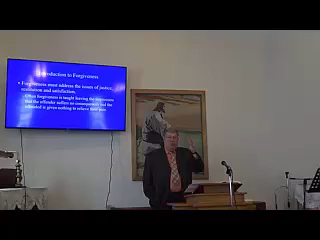 Introduction to Forgiveness
• Forgiveness must address the issues of justice,
restitution and satisfaction.
Often forgiveness is taught leaving the impression
that the offender suffers no consequences and the
offended is given nothing to relieve their pain